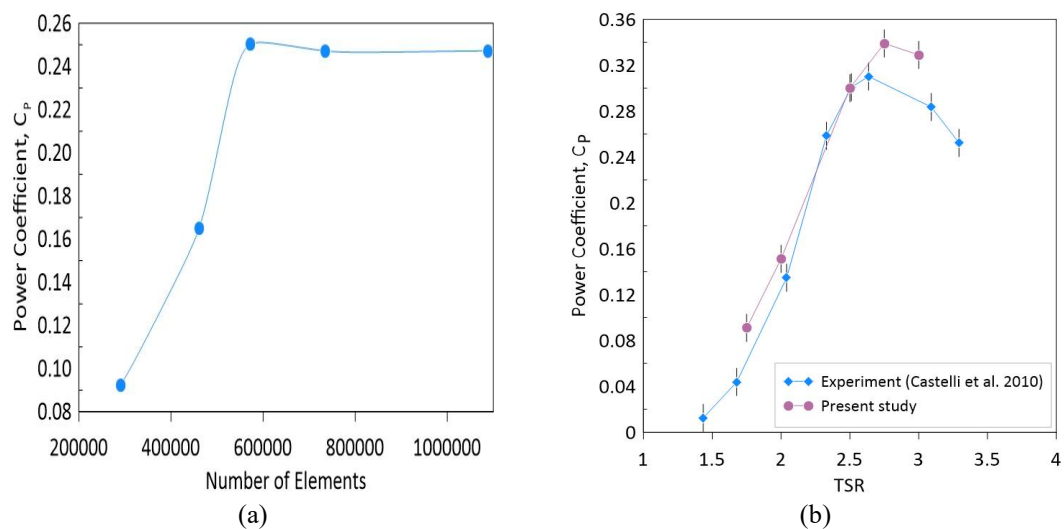 0.26
0.24
0.22
0.20
0.18
0.16
0.14
0.12
0.10
0.08
Power Coefficient, CP
200000 400000 600000 800000 1000000
Number of Elements
(a)
0.36
0.32
0.28
0.24
0.2
0.16
0.12
0.08
0.04
0
Power Coefficient, CP
Experiment (Castelli et al. 2010)
Present study
1 1.5 2 2.5 3 3.5 4
TSR
(b)